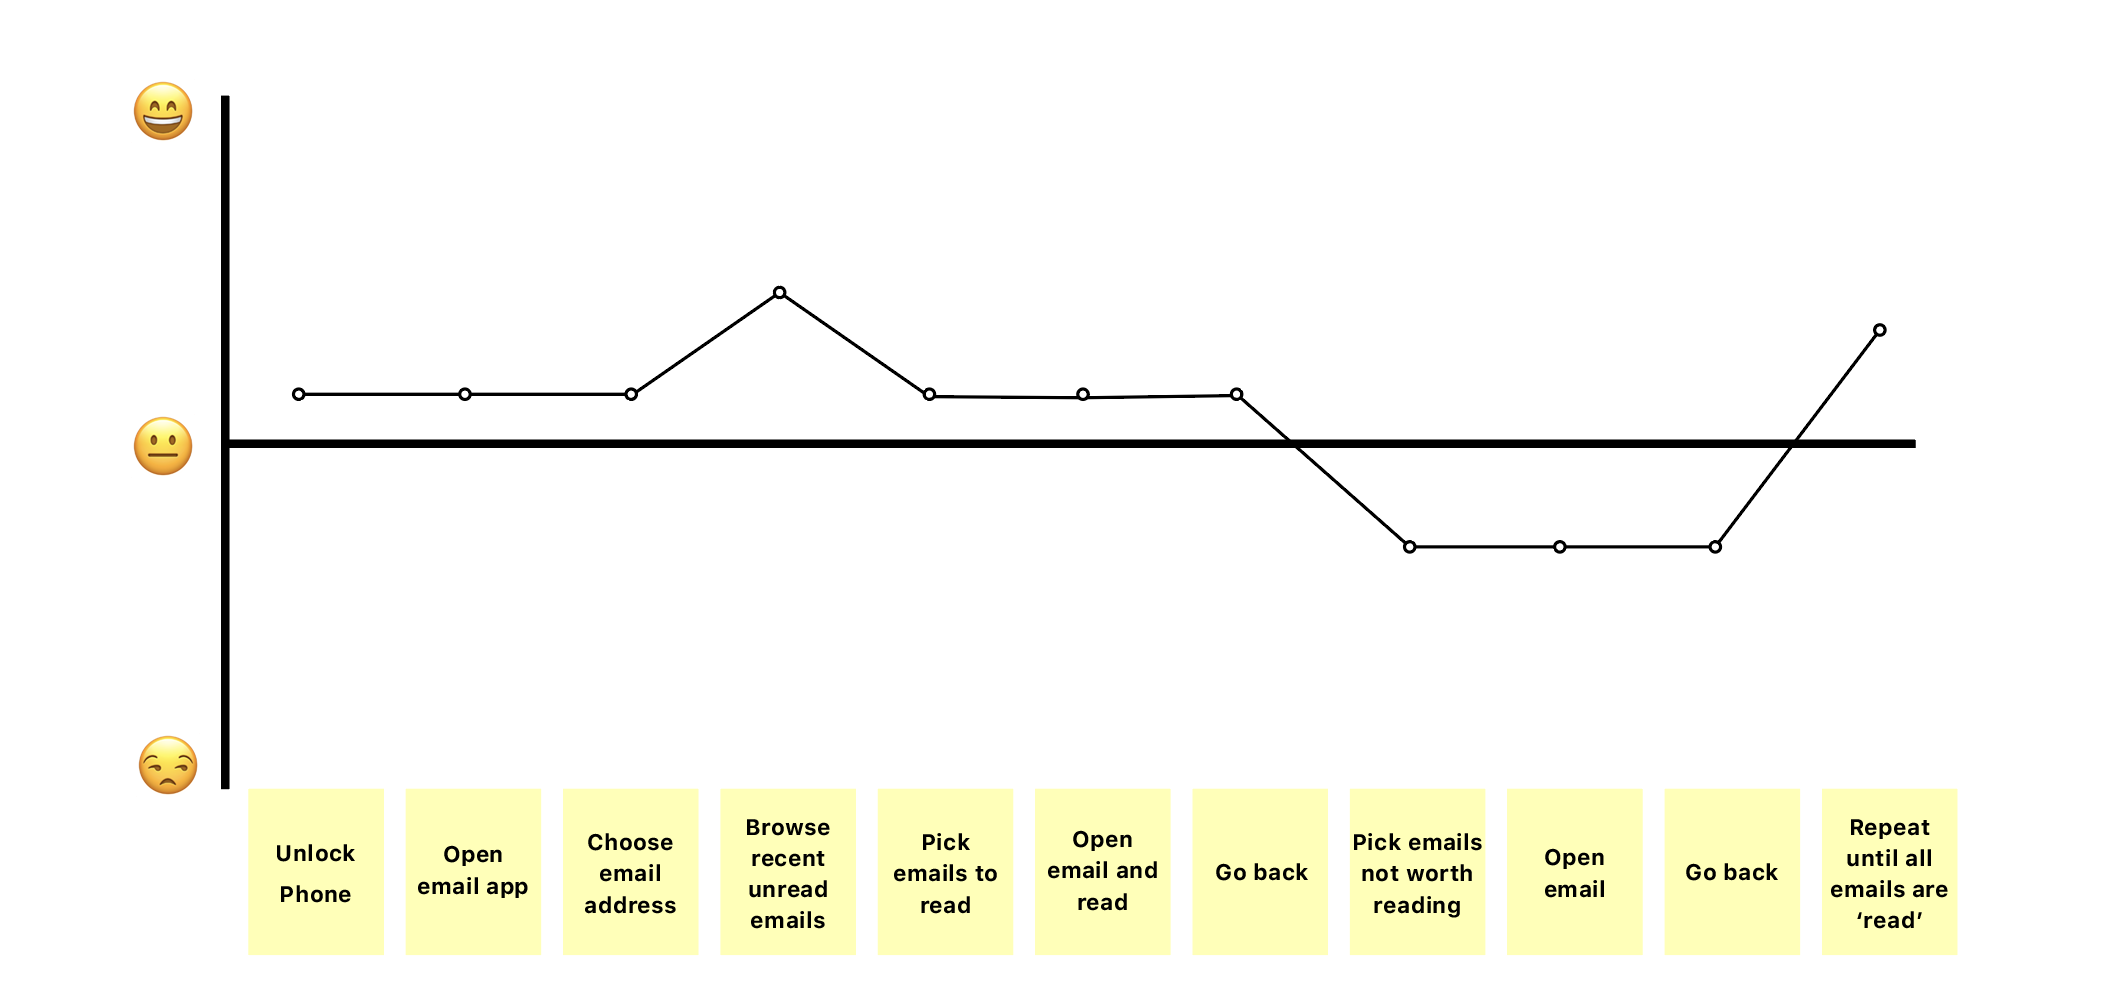 Unlock
Phone
Open
email app
Choose
email
address
Browse
recent
unread
emails
Pick
emails to
read
Open
email and
read
Go back
Pick emails
not worth
reading
Open
email
Go back
Repeat
until all
emails are
‘read’